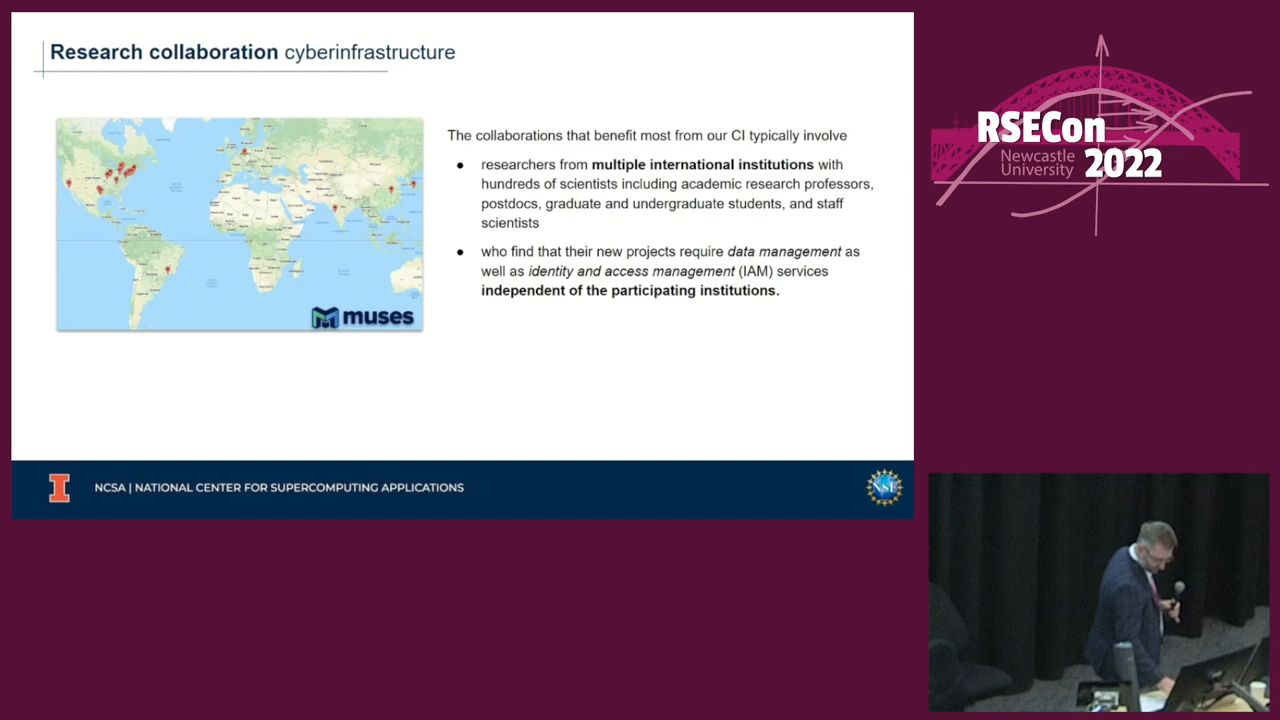 Research collaboration cyberinfrastructure
The collaborations that benefit most from our CI typically involve
● researchers from multiple international institutions with
hundreds of scientists including academic research professors,
postdocs, graduate and undergraduate students, and staff
scientists
● who find that their new projects require data management as
well as identity and access management (IAM) services
independent of the participating institutions.
muses
NCSA | NATIONAL CENTER FOR SUPERCOMPUTING APPLICATIONS
NSF
RSECon
Newcastle
University 2022